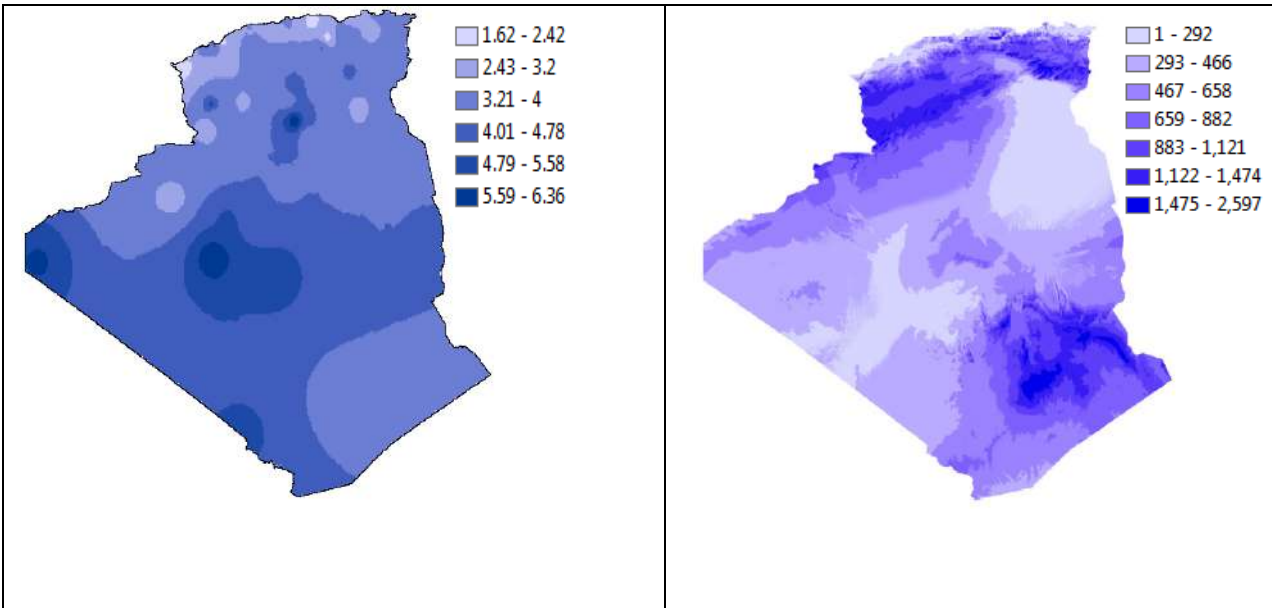 1.62 - 2.42
2.43 - 3.2
3.21 - 4
4.01 - 4.78
4.79 - 5.58
5.59 - 6.36
1 - 292
293 - 466
467 - 658
659 - 882
883 - 1,121
1,122 - 1,474
1,475 - 2,597